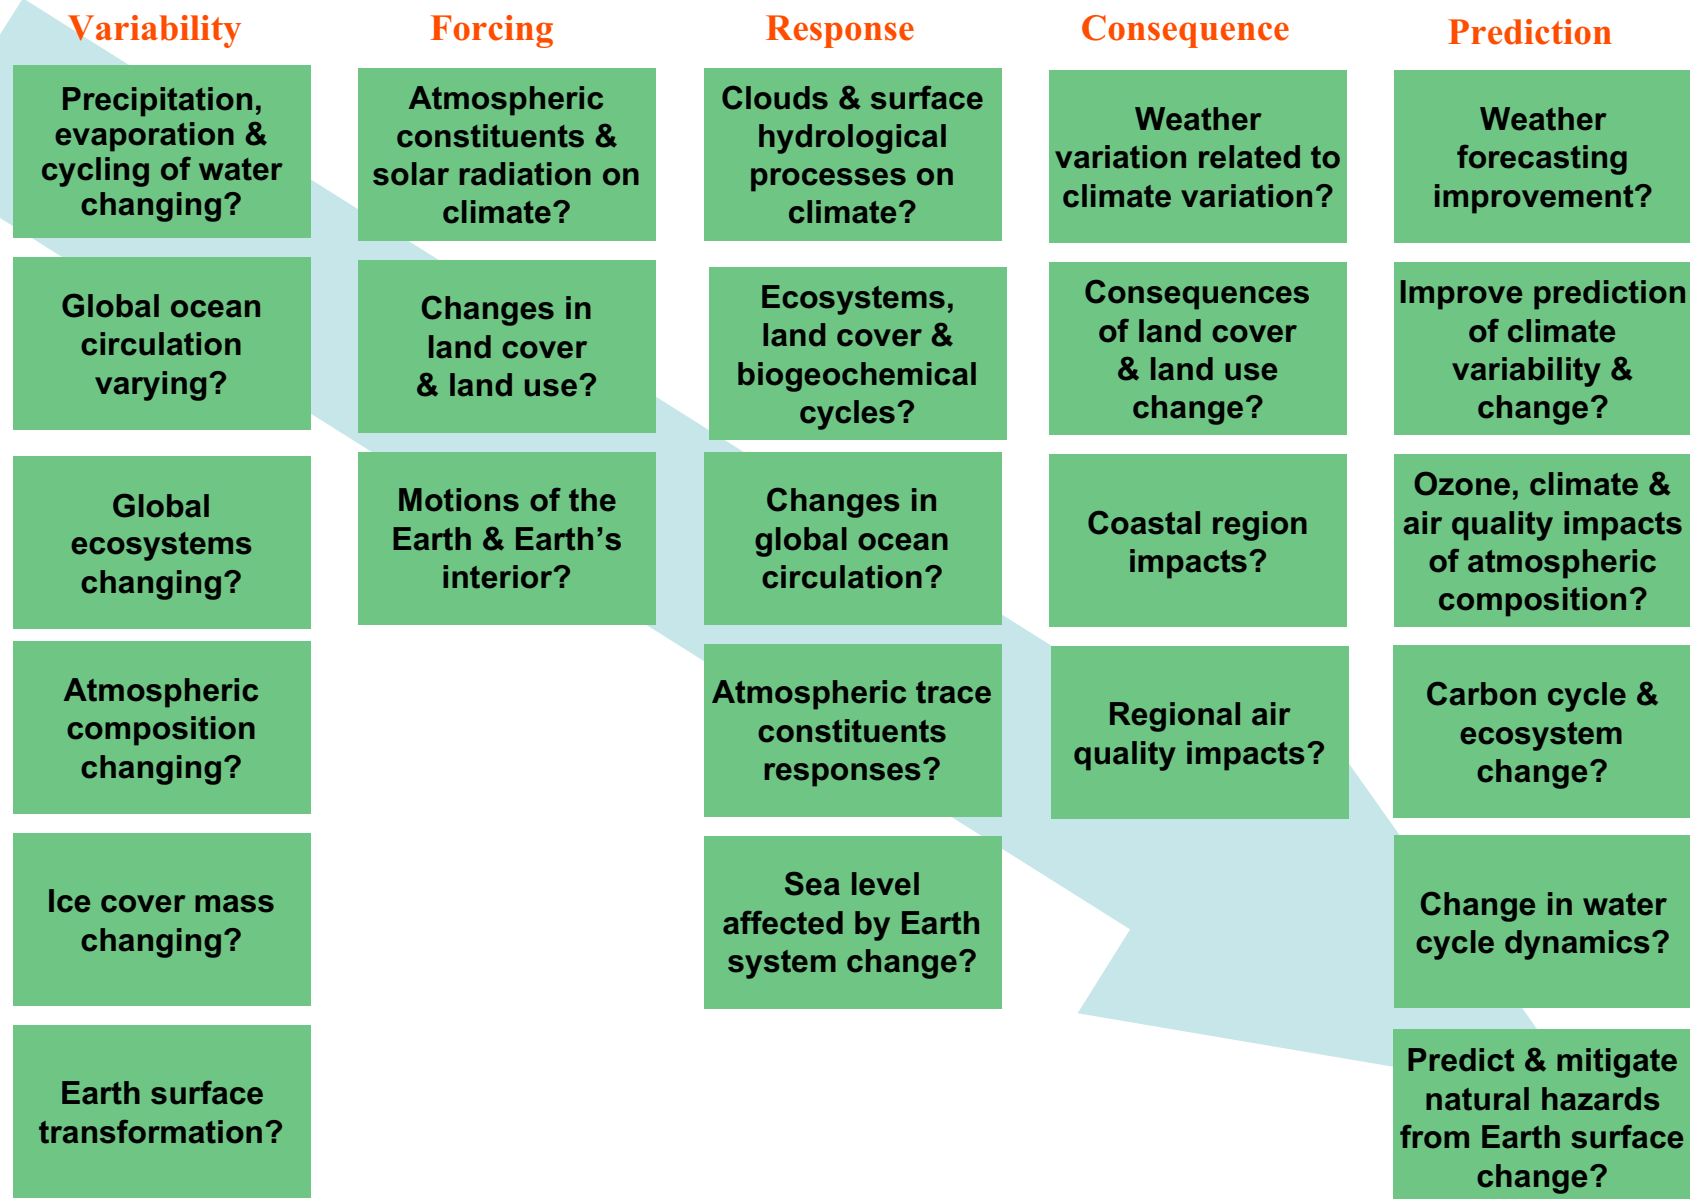 Variability
Precipitation,
evaporation &
cycling of water
changing?
Global ocean
circulation
varying?
Global
ecosystems
changing?
Atmospheric
composition
changing?
Ice cover mass
changing?
Earth surface
transformation?
Forcing
Atmospheric
constituents &
solar radiation on
climate?
Changes in
land cover
& land use?
Motions of the
Earth & Earth’s
interior?
Response
Clouds & surface
hydrological
processes on
climate?
Ecosystems,
land cover &
biogeochemical
cycles?
Changes in
global ocean
circulation?
Atmospheric trace
constituents
responses?
Sea level
affected by Earth
system change?
Consequence
Weather
variation related to
climate variation?
Consequences
of land cover
& land use
change?
Coastal region
impacts?
Regional air
quality impacts?
Prediction
Weather
forecasting
improvement?
Improve prediction
of climate
variability &
change?
Ozone, climate &
air quality impacts
of atmospheric
composition?
Carbon cycle &
ecosystem
change?
Change in water
cycle dynamics?
Predict & mitigate
natural hazards
from Earth surface
change?